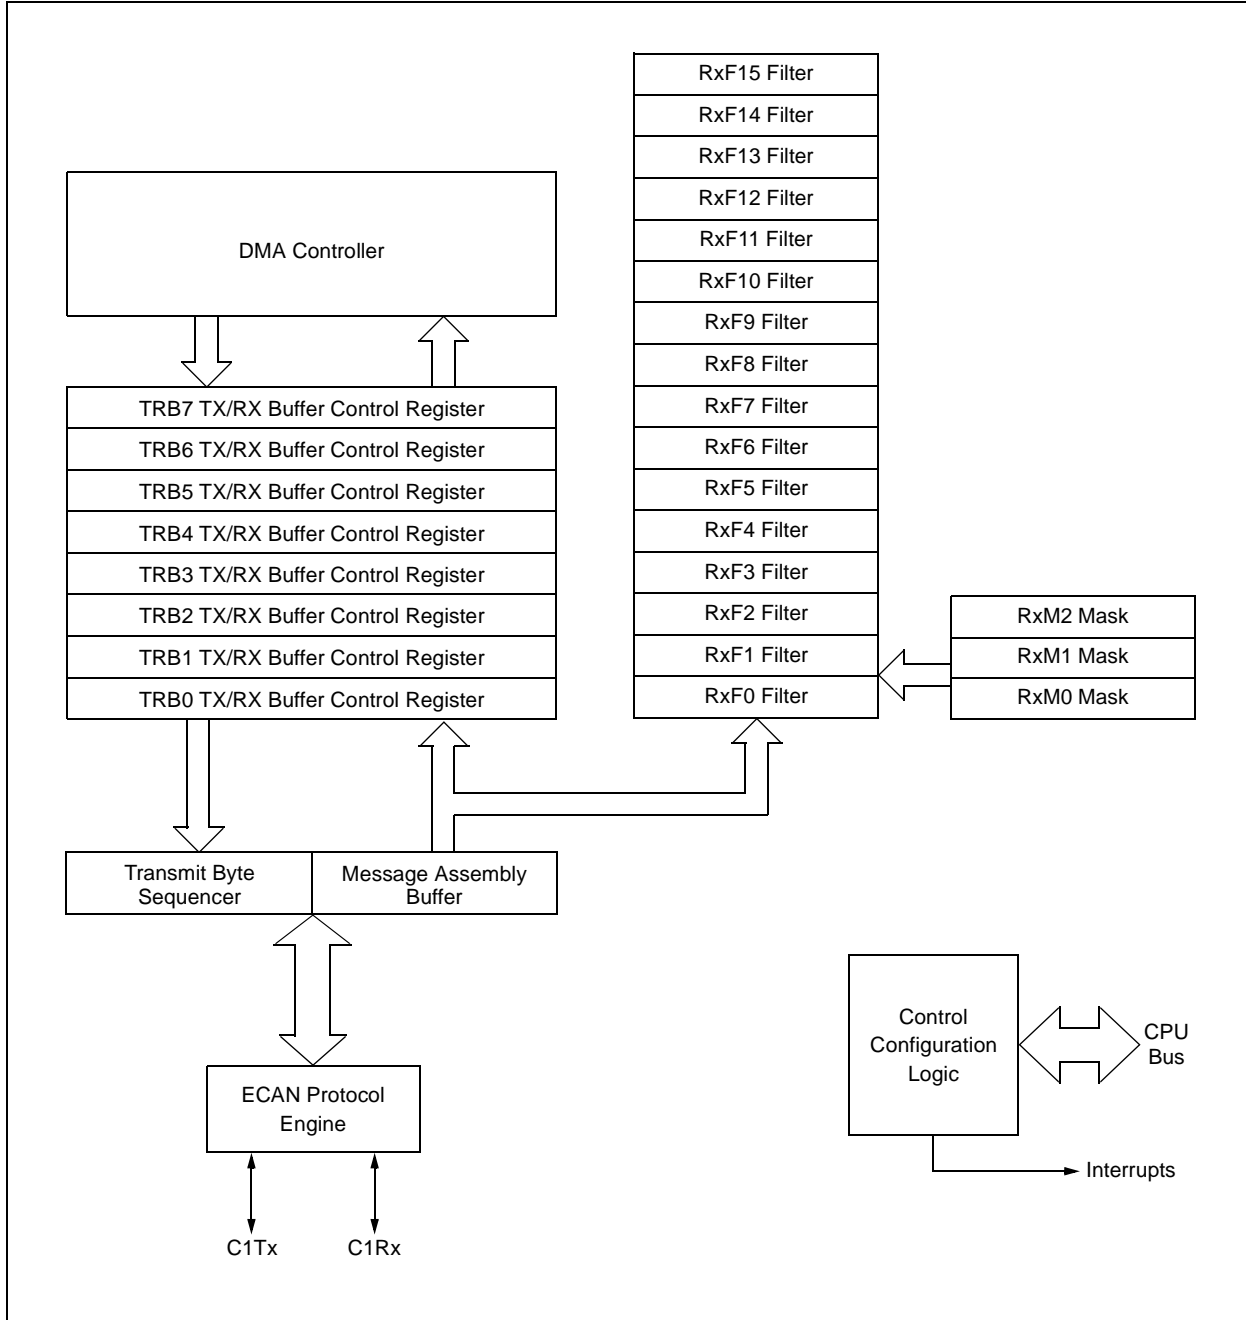 DMA Controller
TRB7 TX/RX Buffer Control Register
TRB6 TX/RX Buffer Control Register
TRB5 TX/RX Buffer Control Register
TRB4 TX/RX Buffer Control Register
TRB3 TX/RX Buffer Control Register
TRB2 TX/RX Buffer Control Register
TRB1 TX/RX Buffer Control Register
TRB0 TX/RX Buffer Control Register
Transmit Byte
Sequencer
Message Assembly
Buffer
ECAN Protocol
Engine
C1Tx
C1Rx
RxF15 Filter
RxF14 Filter
RxF13 Filter
RxF12 Filter
RxF11 Filter
RxF10 Filter
RxF9 Filter
RxF8 Filter
RxF7 Filter
RxF6 Filter
RxF5 Filter
RxF4 Filter
RxF3 Filter
RxF2 Filter
RxF1 Filter
RxF0 Filter
RxM2 Mask
RxM1 Mask
RxM0 Mask
Control
Configuration
Logic
CPU
Bus
Interrupts